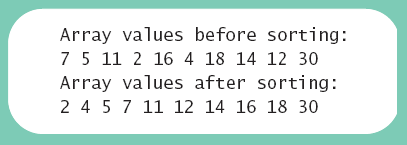 Array values before sorting:
7 5 11 2 16 4 18 14 12 30
Array values after sorting:
2 4 5 7 11 12 14 16 18 30